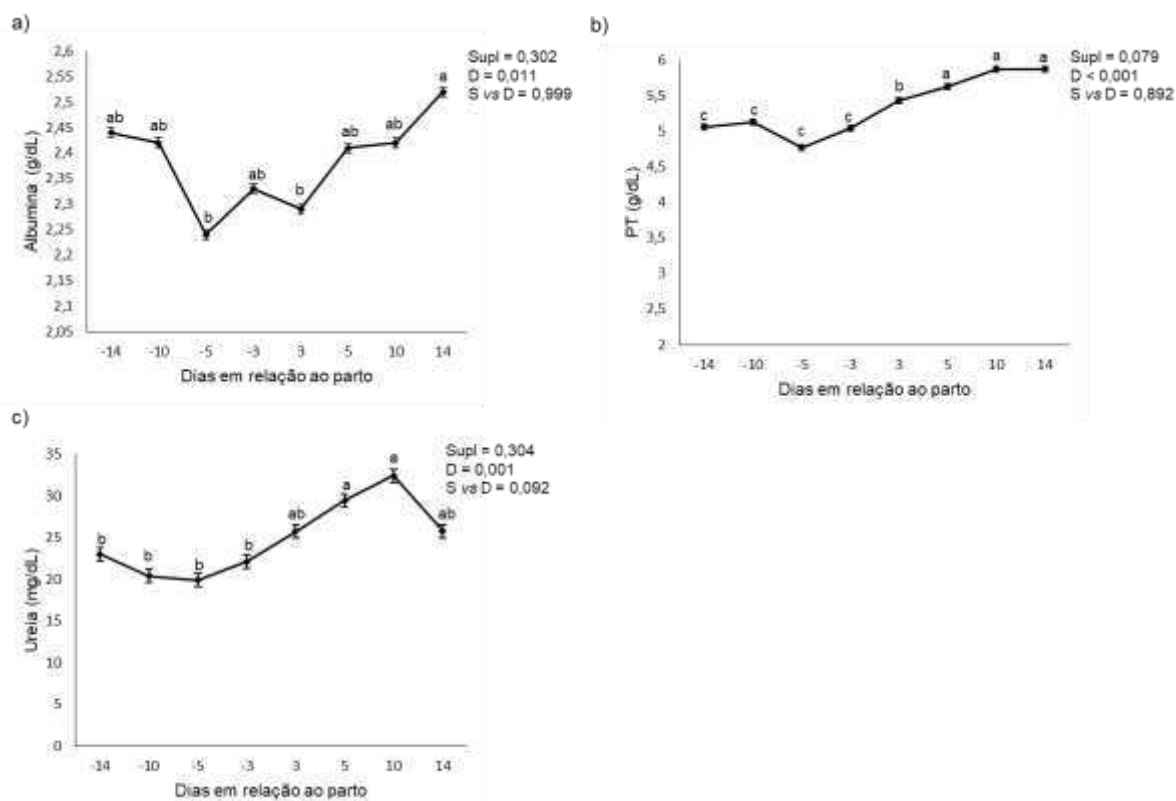 a)
Supl = 0,302
D = 0,011
S vs D = 0,999
Albumina (g/dL)
2,6
2,55
2,5
2,45
2,4
2,35
2,3
2,25
2,2
2,15
2,1
2,05
ab
ab
b
ab
b
ab
ab
a
-14 -10 -5 -3 3 5 10 14
Dias em relação ao parto
b)
Supl = 0,079
D < 0,001
S vs D = 0,892
PT (g/dL)
6
5,5
5
4,5
4
3,5
3
2,5
2
c
c
c
c
b
a
a
a
-14 -10 -5 -3 3 5 10 14
Dias em relação ao parto
c)
Supl = 0,304
D = 0,001
S vs D = 0,092
Ureia (mg/dL)
35
30
25
20
15
10
5
0
b
b
b
b
ab
a
a
ab
-14 -10 -5 -3 3 5 10 14
Dias em relação ao parto